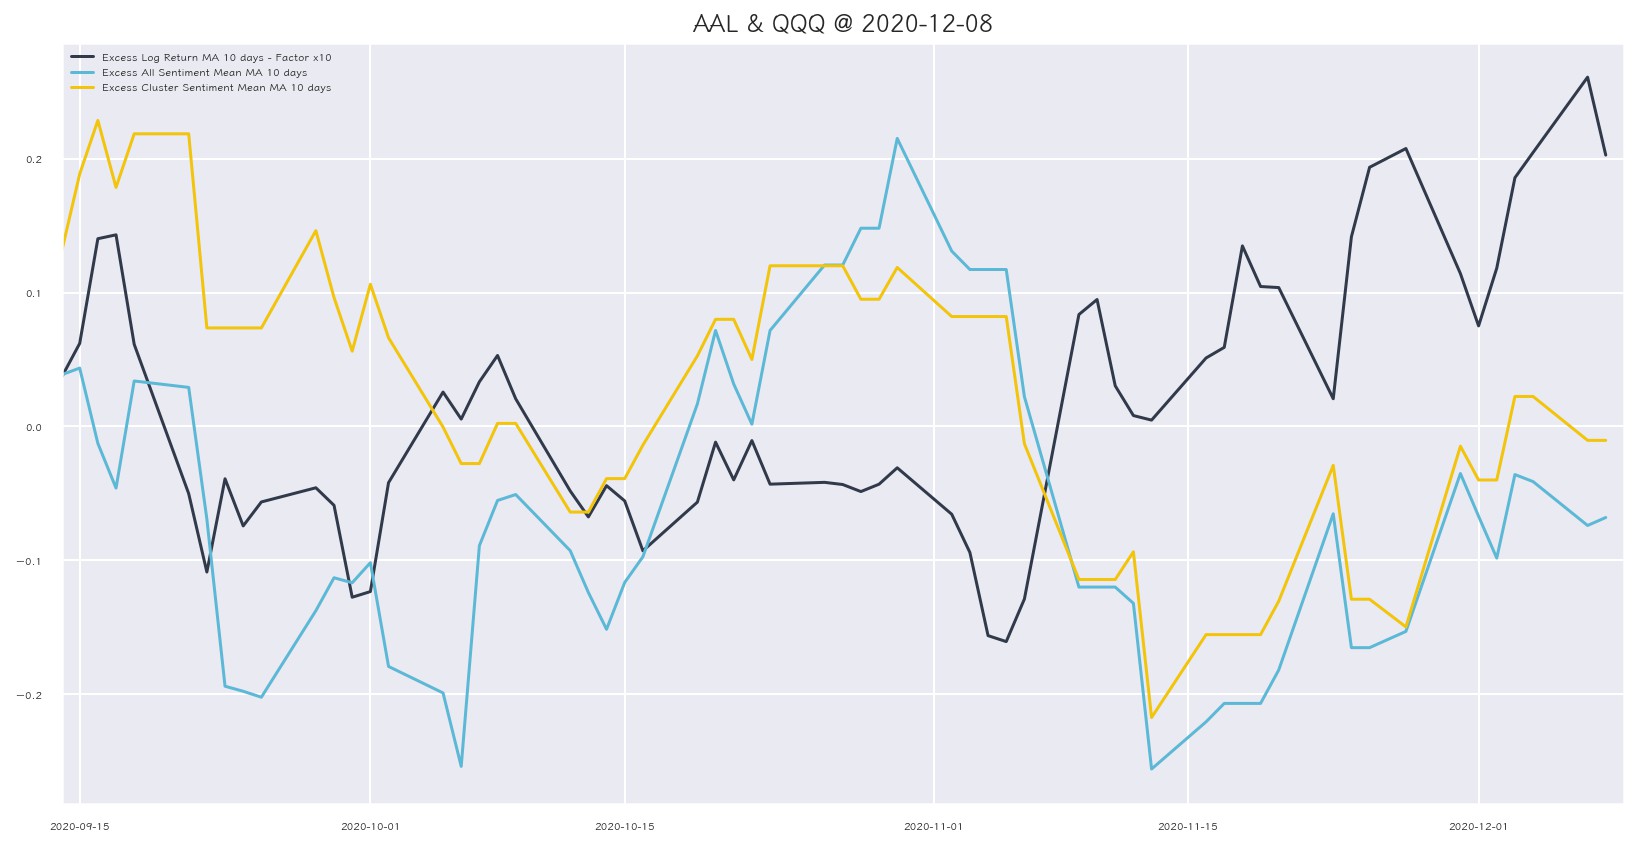 AAL & QQQ @ 2020-12-08
Excess Log Return MA 10 days - Factor x10
Excess All Sentiment Mean MA 10 days
Excess Cluster Sentiment Mean MA 10 days
0.2
0.1
0.0
−0.1
−0.2
2020-09-15 2020-10-01 2020-10-15 2020-11-01 2020-11-15 2020-12-01